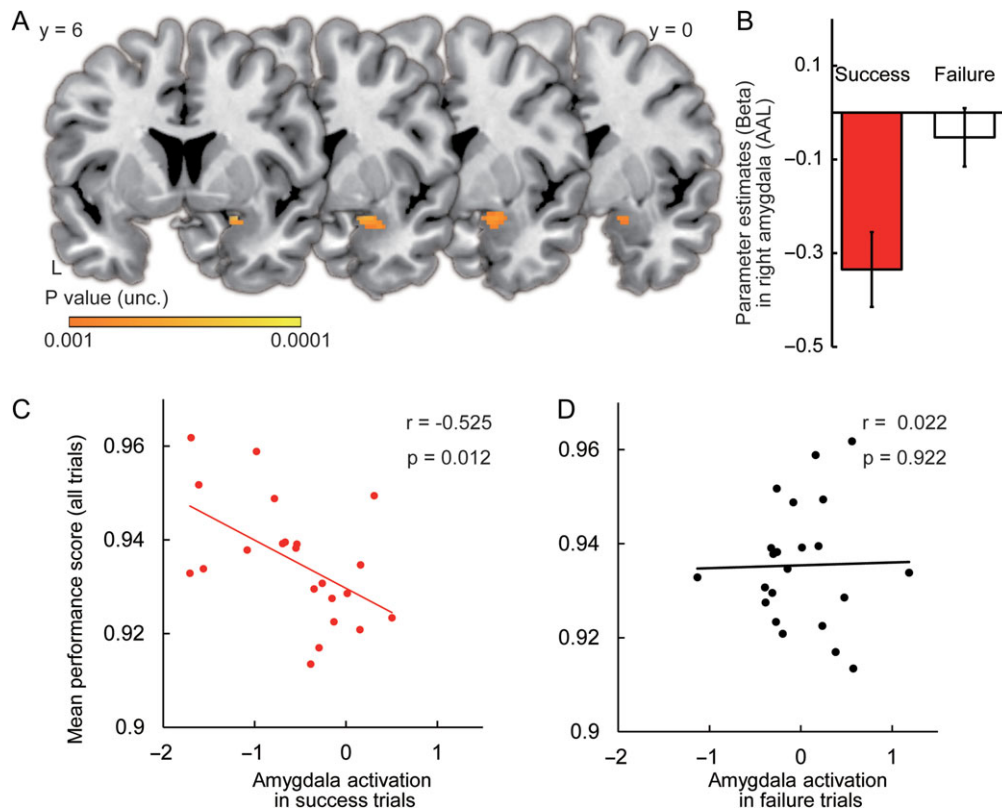 A
y = 6
y = 0
L
P value (unc.)
0.001
0.0001
B
Parameter estimates (Beta)
in right amygdala (AAL)
0.1
−0.1
−0.3
−0.5
Success
Failure
C
Mean performance score (all trials)
0.96
0.94
0.92
0.9
r = -0.525
p = 0.012
−2
−1
0
1
Amygdala activation
in success trials
D
0.96
0.94
0.92
0.9
r = 0.022
p = 0.922
−2
−1
0
1
Amygdala activation
in failure trials